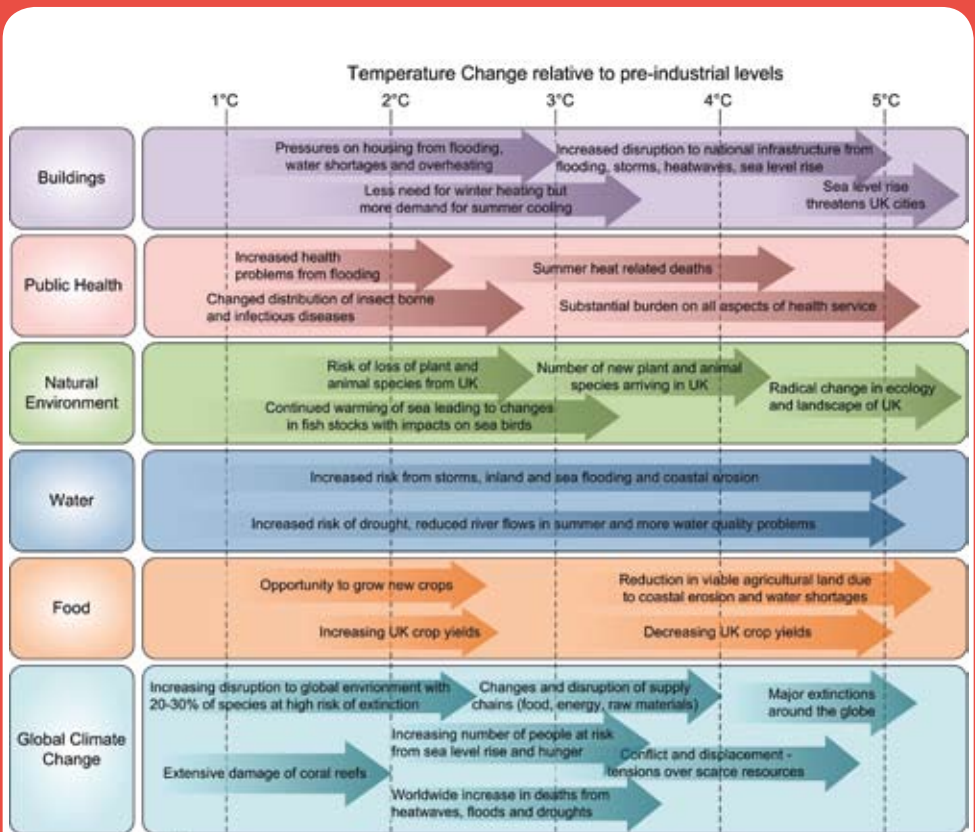 Temperature Change relative to pre-industrial levels
1°C 2°C 3°C 4°C 5°C
Buildings
Pressures on housing from flooding,
water shortages and overheating
Increased disruption to national infrastructure from
flooding, storms, heatwaves, sea level rise
Less need for winter heating but
more demand for summer cooling
Sea level rise
threatens UK cities
Public Health
Increased health
problems from flooding
Summer heat related deaths
Changed distribution of insect borne
and infectious diseases
Substantial burden on all aspects of health service
Natural
Environment
Risk of loss of plant and
animal species from UK
Number of new plant and animal
species arriving in UK
Radical change in ecology
and landscape of UK
Continued warming of sea leading to changes
in fish stocks with impacts on sea birds
Water
Increased risk from storms, inland and sea flooding and coastal erosion
Increased risk of drought, reduced river flows in summer and more water quality problems
Food
Opportunity to grow new crops
Reduction in viable agricultural land due
to coastal erosion and water shortages
Increasing UK crop yields
Decreasing UK crop yields
Global Climate
Change
Increasing disruption to global envrionment with
20-30% of species at high risk of extinction
Changes and disruption of supply
chains (food, energy, raw materials)
Major extinctions
around the globe
Increasing number of people at risk
from sea level rise and hunger
Conflict and displacement -
tensions over scarce resources
Extensive damage of coral reefs
Worldwide increase in deaths from
heatwaves, floods and droughts